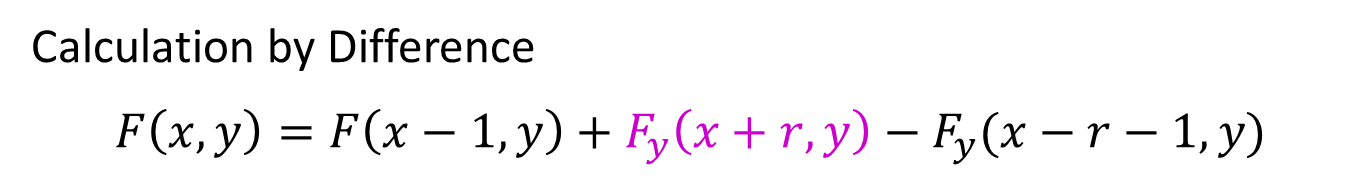 Calculation by Difference
F(x, y) = F(x − 1, y) + F_y(x + r, y) − F_y(x − r − 1, y)